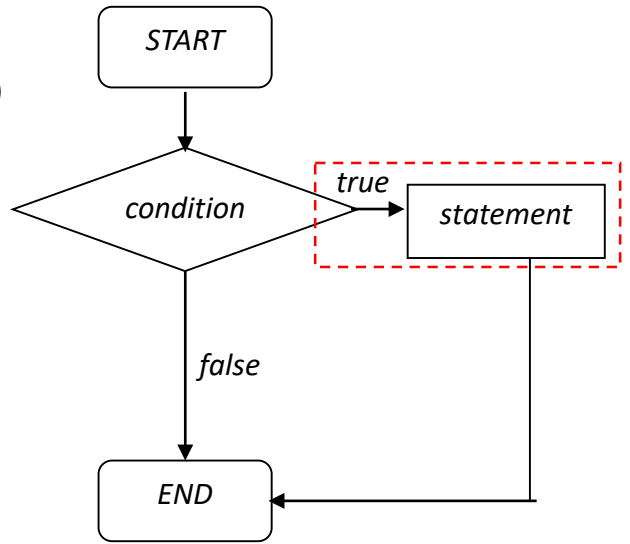 START
condition
true
statement
false
END